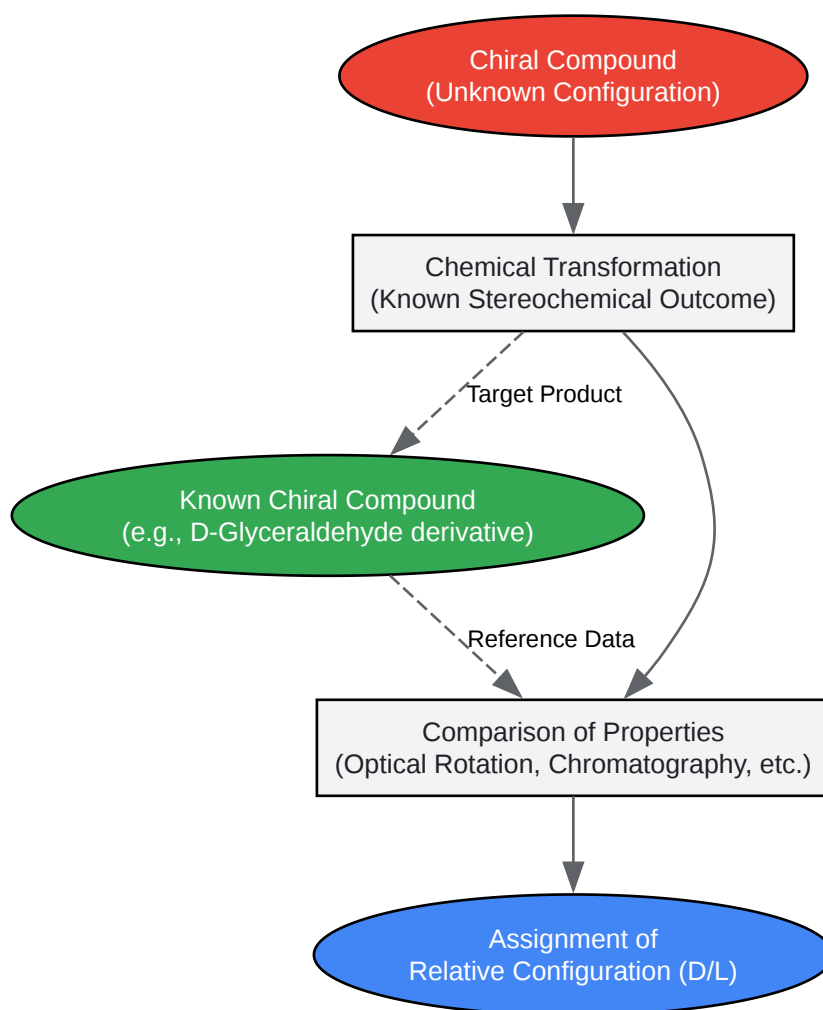 Chiral Compound
(Unknown Configuration)
Chemical Transformation
(Known Stereochemical Outcome)
Target Product
Known Chiral Compound
(e.g., D-Glyceraldehyde derivative)
Reference Data
Comparison of Properties
(Optical Rotation, Chromatography, etc.)
Assignment of
Relative Configuration (D/L)